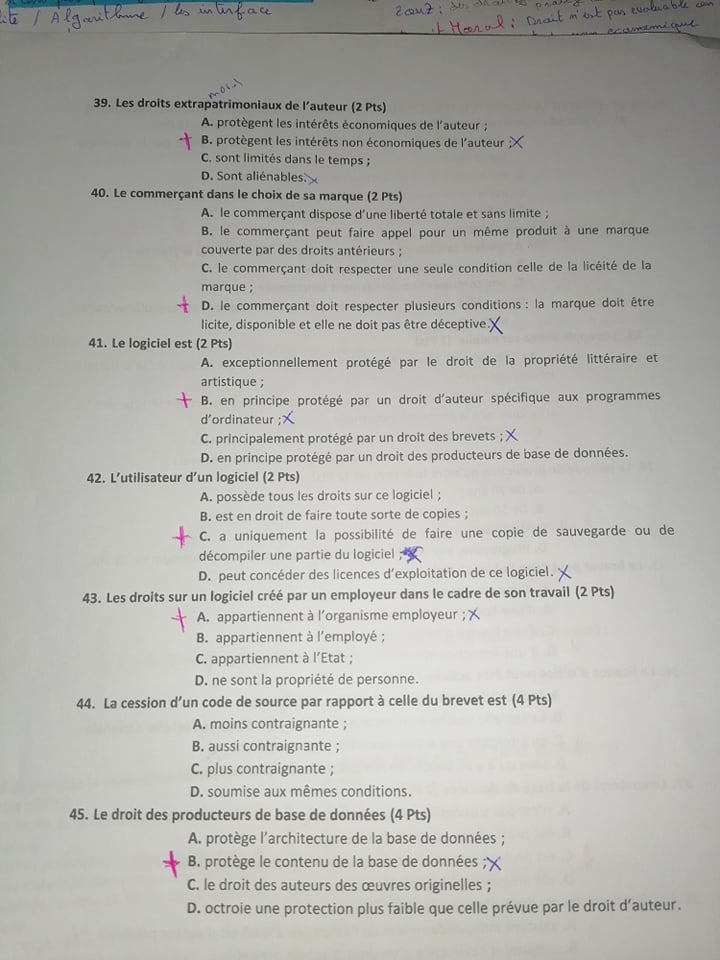 lité / Algorithme / les interface
Moral : Droit n'est pas evaluable
economique
moral
39. Les droits extrapatrimoniaux de l'auteur (2 Pts)
A. protègent les intérêts économiques de l'auteur ;
+ B. protègent les intérêts non économiques de l'auteur ; X
C. sont limités dans le temps ;
D. Sont aliénables. X
40. Le commerçant dans le choix de sa marque (2 Pts)
A. le commerçant dispose d'une liberté totale et sans limite ;
B. le commerçant peut faire appel pour un même produit à une marque
couverte par des droits antérieurs ;
C. le commerçant doit respecter une seule condition celle de la licéité de la
marque ;
+ D. le commerçant doit respecter plusieurs conditions : la marque doit être
licite, disponible et elle ne doit pas être déceptive. X
41. Le logiciel est (2 Pts)
A. exceptionnellement protégé par le droit de la propriété littéraire et
artistique ;
+ B. en principe protégé par un droit d'auteur spécifique aux programmes
d'ordinateur ; X
C. principalement protégé par un droit des brevets ; X
D. en principe protégé par un droit des producteurs de base de données.
42. L'utilisateur d'un logiciel (2 Pts)
A. possède tous les droits sur ce logiciel ;
B. est en droit de faire toute sorte de copies ;
+ C. a uniquement la possibilité de faire une copie de sauvegarde ou de
décompiler une partie du logiciel ; X
D. peut concéder des licences d'exploitation de ce logiciel. X
43. Les droits sur un logiciel créé par un employeur dans le cadre de son travail (2 Pts)
+ A. appartiennent à l'organisme employeur ; X
B. appartiennent à l'employé ;
C. appartiennent à l'Etat ;
D. ne sont la propriété de personne.
44. La cession d'un code de source par rapport à celle du brevet est (4 Pts)
A. moins contraignante ;
B. aussi contraignante ;
C. plus contraignante ;
D. soumise aux mêmes conditions.
45. Le droit des producteurs de base de données (4 Pts)
A. protège l'architecture de la base de données ;
+ B. protège le contenu de la base de données ; X
C. le droit des auteurs des œuvres originelles ;
D. octroie une protection plus faible que celle prévue par le droit d'auteur.